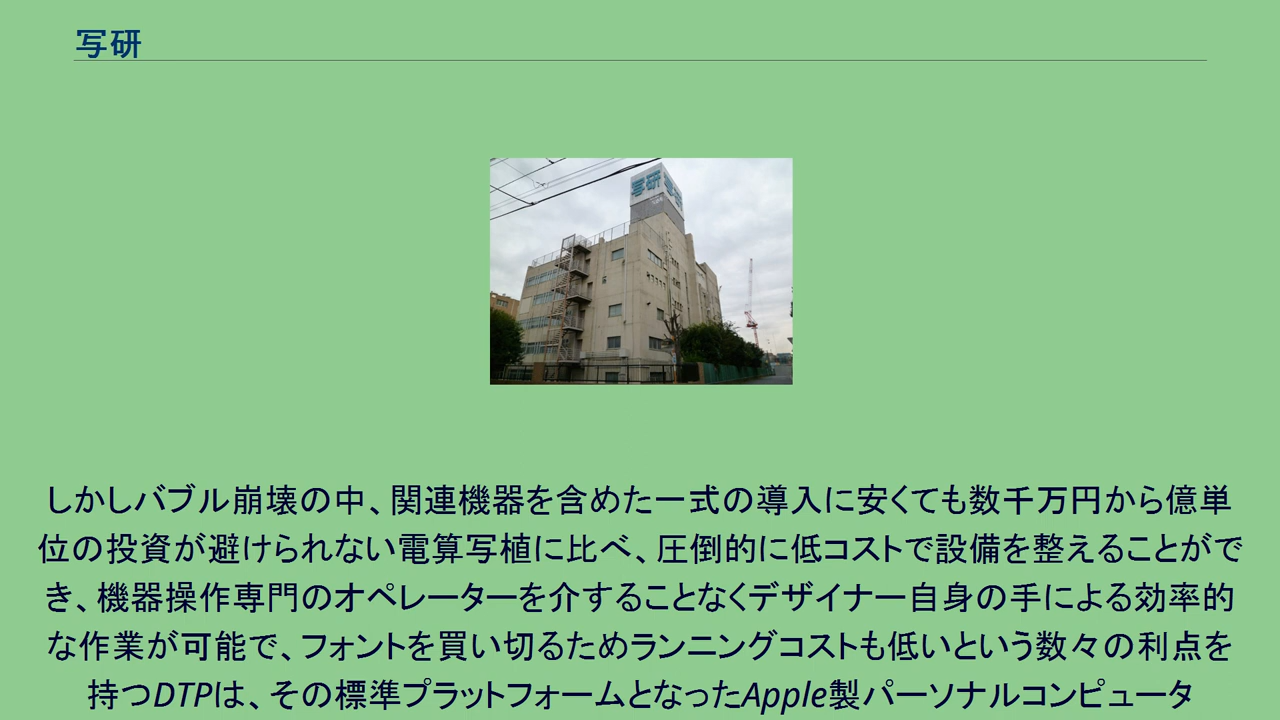 写研
写研 写研
しかしバブル崩壊の中、関連機器を含めた一式の導入に安くても数千万円から億単
位の投資が避けられない電算写植に比べ、圧倒的に低コストで設備を整えることがで
き、機器操作専門のオペレーターを介することなくデザイナー自身の手による効率的
な作業が可能で、フォントを買い切るためランニングコストも低いという数々の利点を
持つDTPは、その標準プラットフォームとなったApple製パーソナルコンピュータ